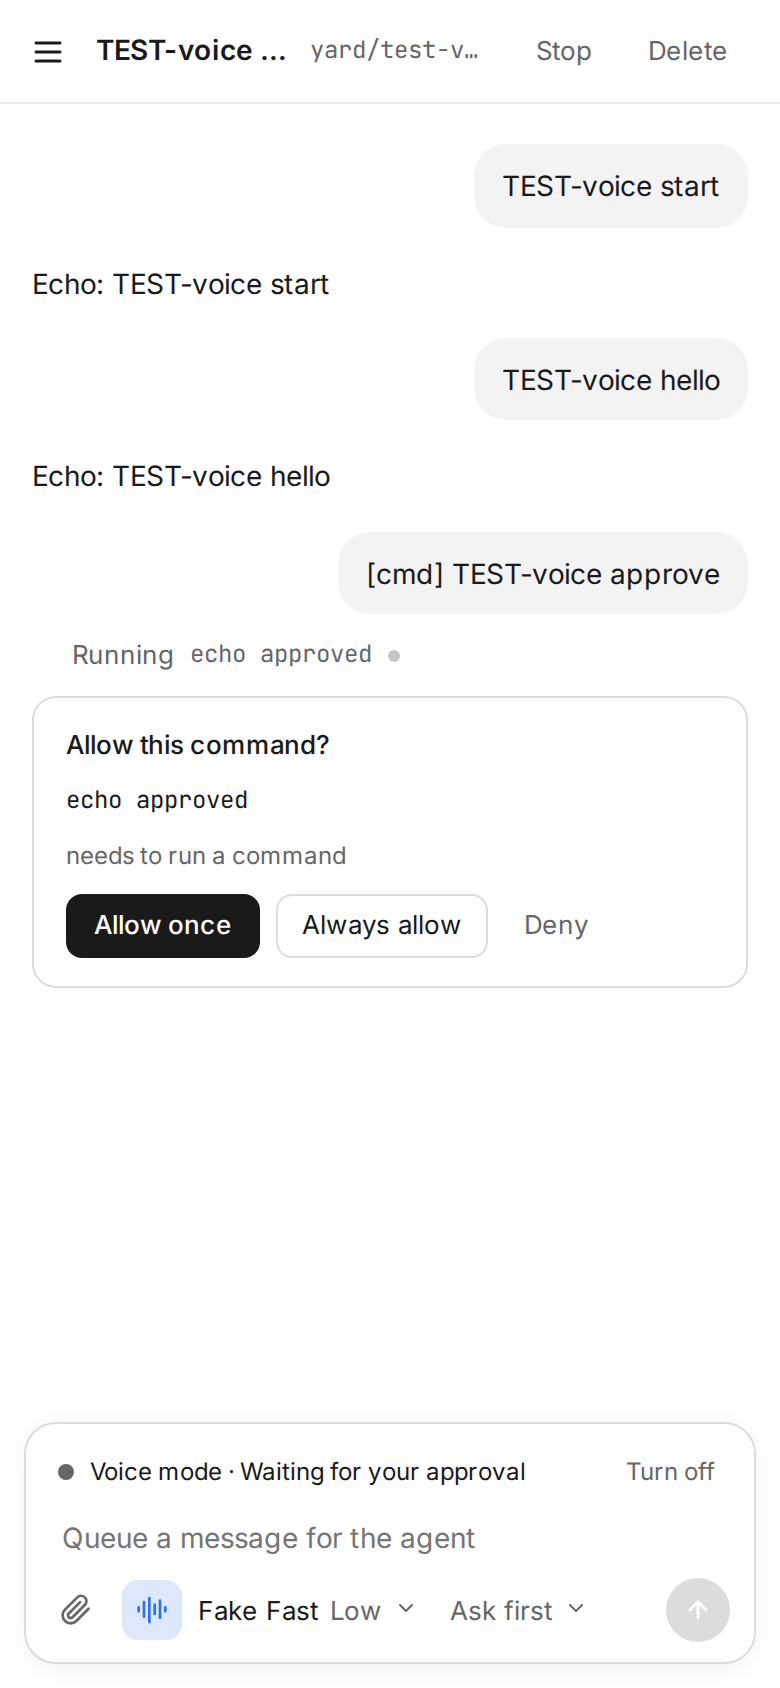 TEST-voice ... yard/test-v… Stop Delete
TEST-voice start
Echo: TEST-voice start
TEST-voice hello
Echo: TEST-voice hello
[cmd] TEST-voice approve
Running echo approved
Allow this command?
echo approved
needs to run a command
Allow once Always allow Deny
Voice mode · Waiting for your approval Turn off
Queue a message for the agent
Fake Fast Low Ask first